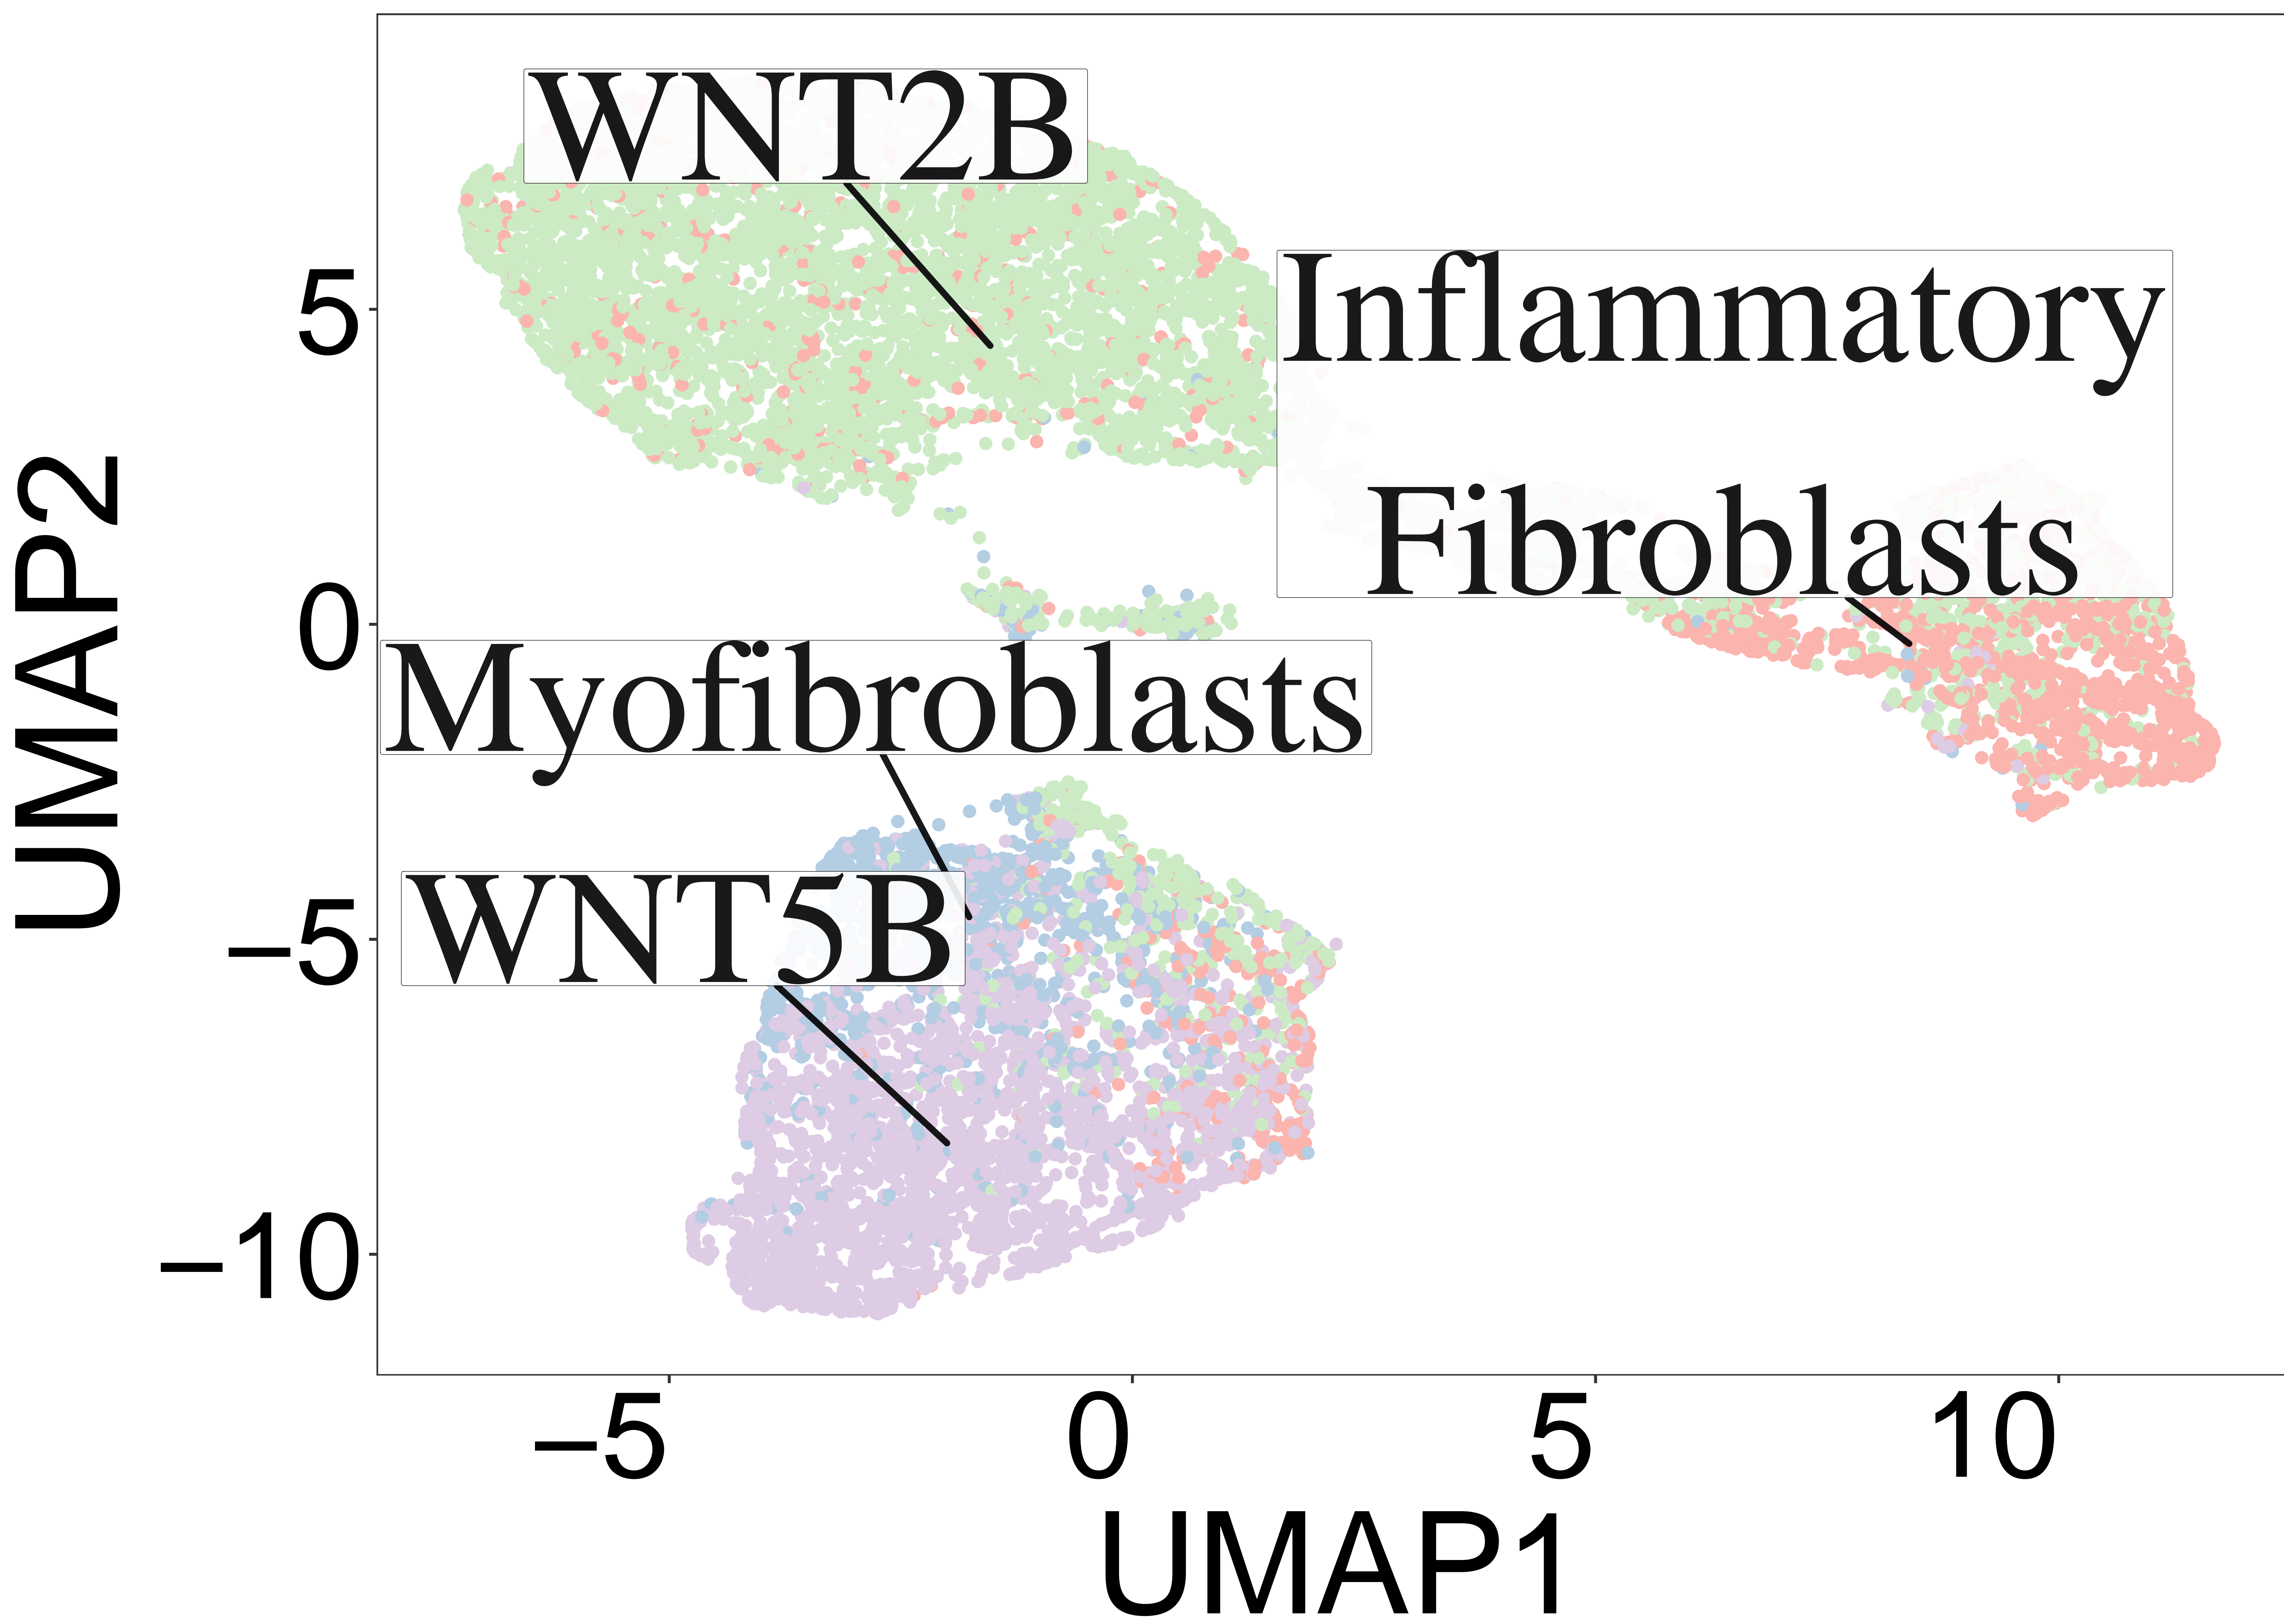 WNT2B
Inflammatory
Fibroblasts
Myofibroblasts
WNT5B
5
0
−5
−10
UMAP2
−5
0
5
10
UMAP1